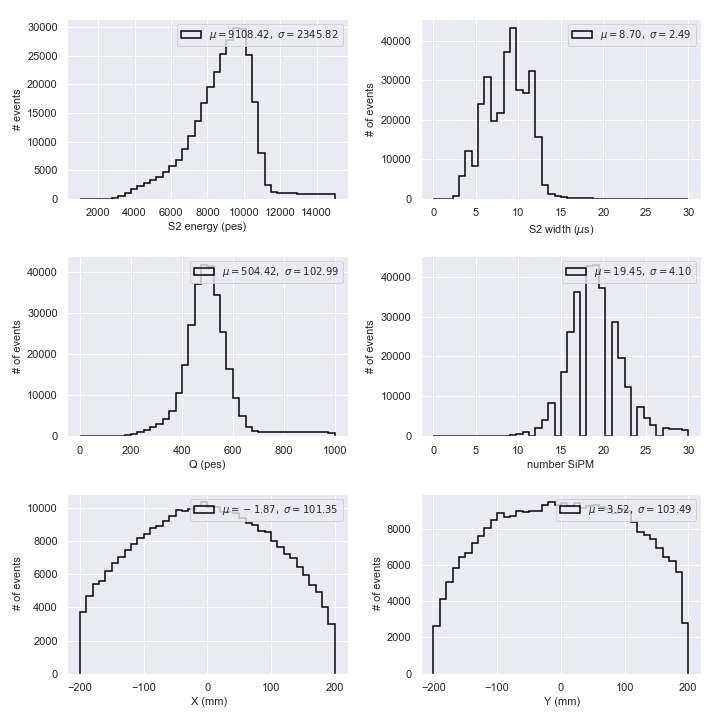 μ = 9108.42, σ = 2345.82
30000
25000
20000
15000
10000
5000
0
# events
2000 4000 6000 8000 10000 12000 14000
S2 energy (pes)
μ = 8.70, σ = 2.49
40000
30000
20000
10000
0
# of events
0 5 10 15 20 25 30
S2 width (μs)
μ = 504.42, σ = 102.99
40000
30000
20000
10000
0
# of events
0 200 400 600 800 1000
Q (pes)
μ = 19.45, σ = 4.10
40000
30000
20000
10000
0
# of events
0 5 10 15 20 25 30
number SiPM
μ = −1.87, σ = 101.35
10000
8000
6000
4000
2000
0
# of events
−200 −100 0 100 200
X (mm)
μ = 3.52, σ = 103.49
8000
6000
4000
2000
0
# of events
−200 −100 0 100 200
Y (mm)